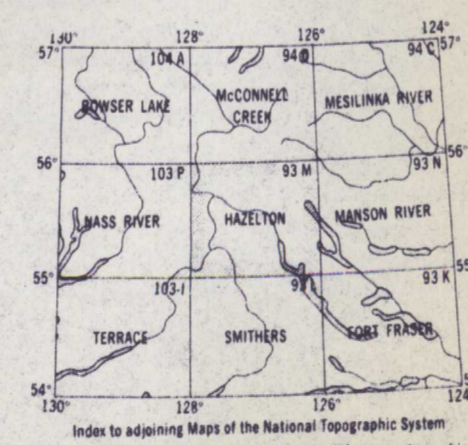 130° 128° 126° 124°
57° 104 A 94 D 94 C 57°
BOWSER LAKE McCONNELL CREEK MESILINKA RIVER
56° 103 P 93 M 93 N 56°
NASS RIVER HAZELTON MANSON RIVER
55° 103-I 93 K 55
TERRACE SMITHERS FORT FRASER
54° 54
130° 128° 126° 124
Index to adjoining Maps of the National Topographic System